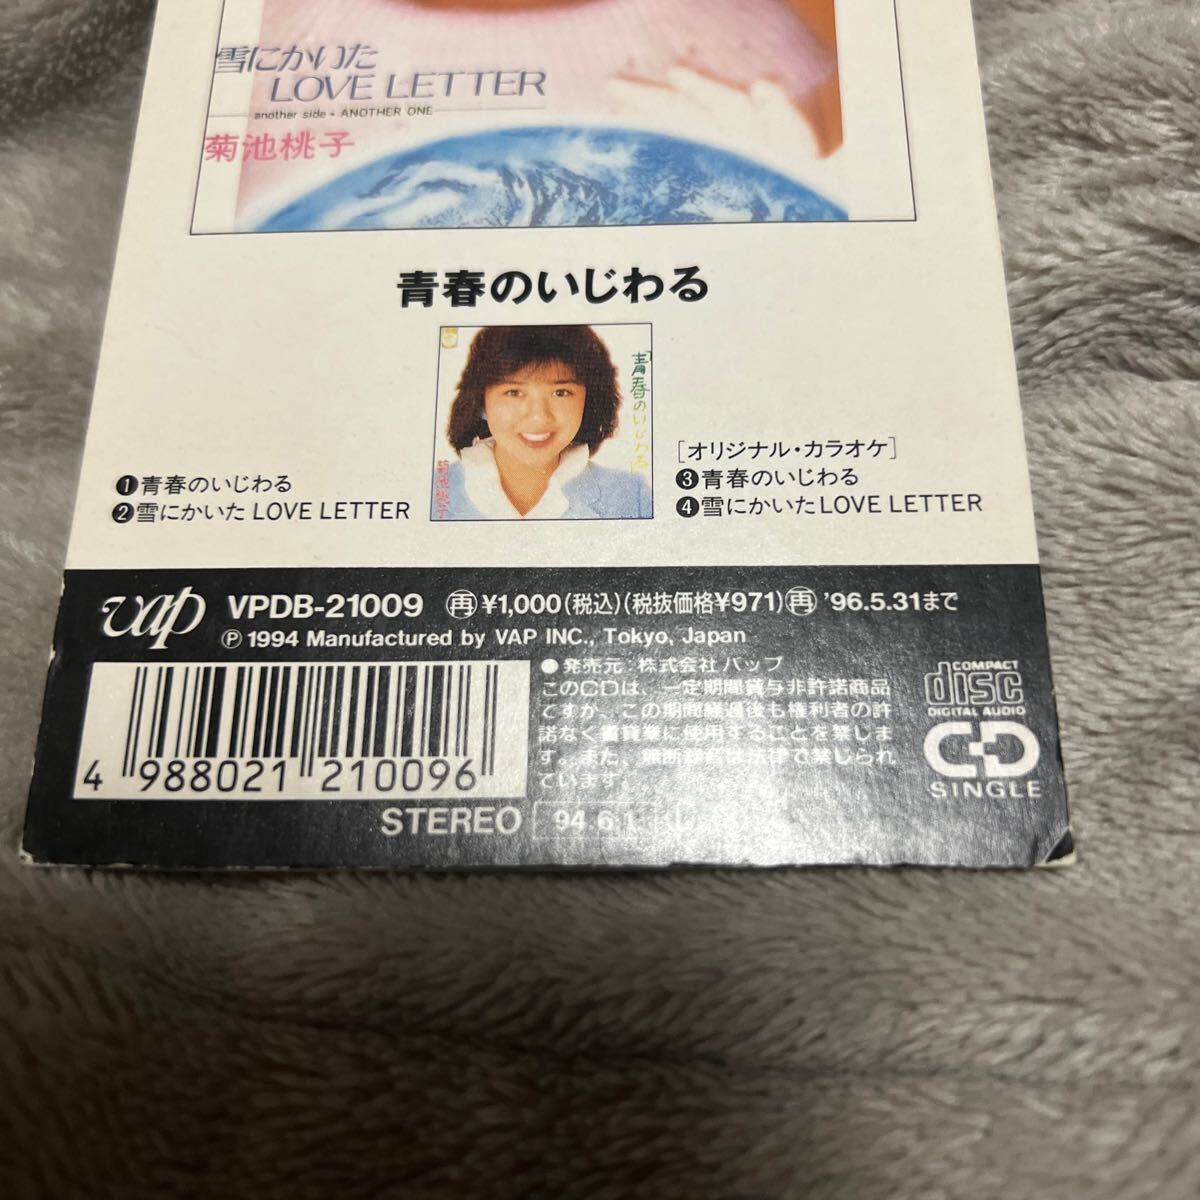 雪にかいた
LOVE LETTER
another side • ANOTHER ONE
菊池桃子
青春のいじわる
青春のいじわる
菊池桃子
❶青春のいじわる
❷雪にかいた LOVE LETTER
[オリジナル・カラオケ]
❸青春のいじわる
❹雪にかいたLOVE LETTER
vap VPDB-21009 再 ¥1,000(税込)(税抜価格¥971)再 '96.5.31まで
Ⓟ 1994 Manufactured by VAP INC., Tokyo, Japan
●発売元:株式会社バップ
このCDは、一定期間貸与非許諾商品
ですが、この期間経過後も権利者の許
諾なく賃貸業に使用することを禁じま
す。また、無断録音は法律で禁じられ
ています。
COMPACT
disc
DIGITAL AUDIO
CD
SINGLE
4 988021 210096
STEREO 94.6.1